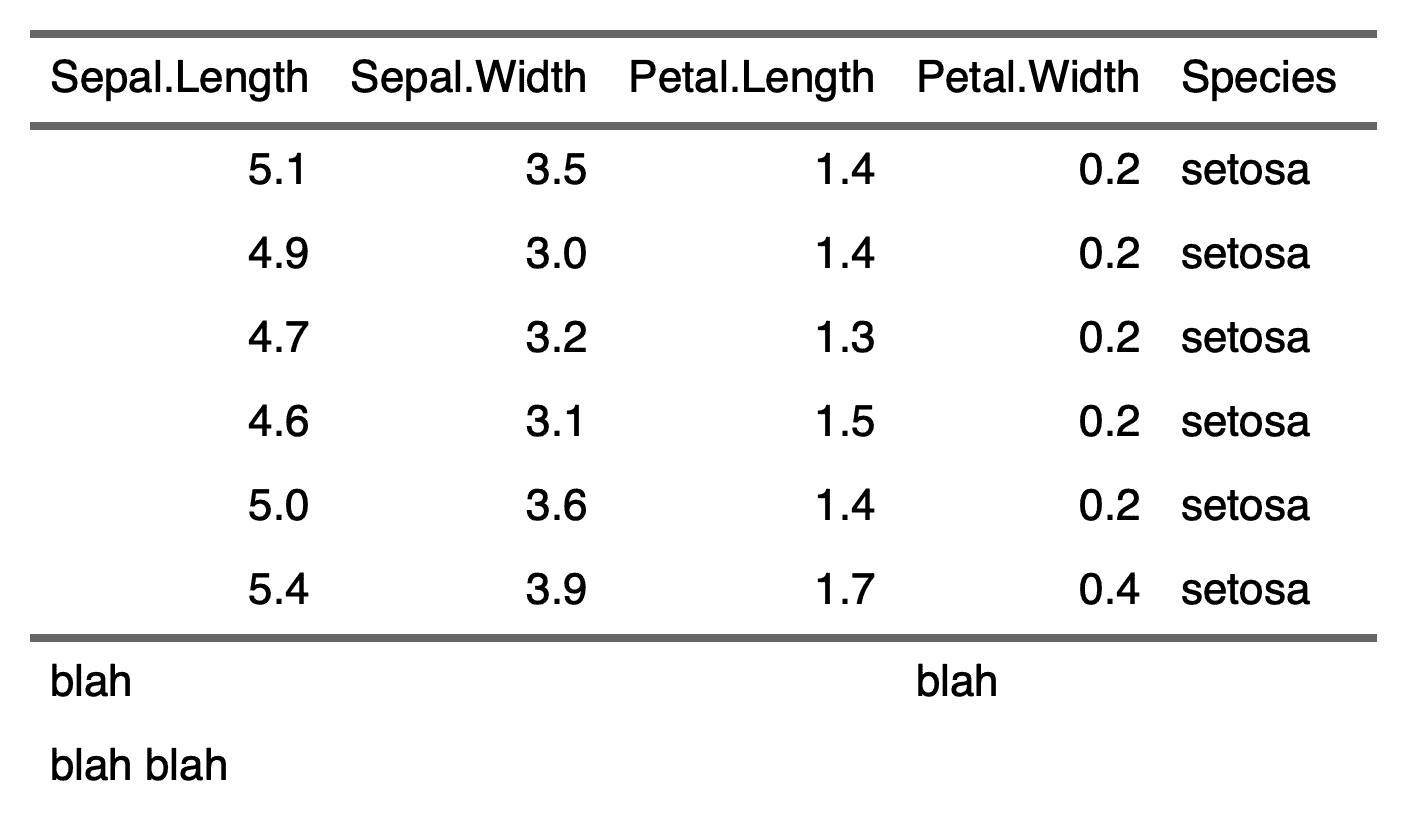 Sepal.Length Sepal.Width Petal.Length Petal.Width Species
5.1 3.5 1.4 0.2 setosa
4.9 3.0 1.4 0.2 setosa
4.7 3.2 1.3 0.2 setosa
4.6 3.1 1.5 0.2 setosa
5.0 3.6 1.4 0.2 setosa
5.4 3.9 1.7 0.4 setosa
blah blah
blah blah